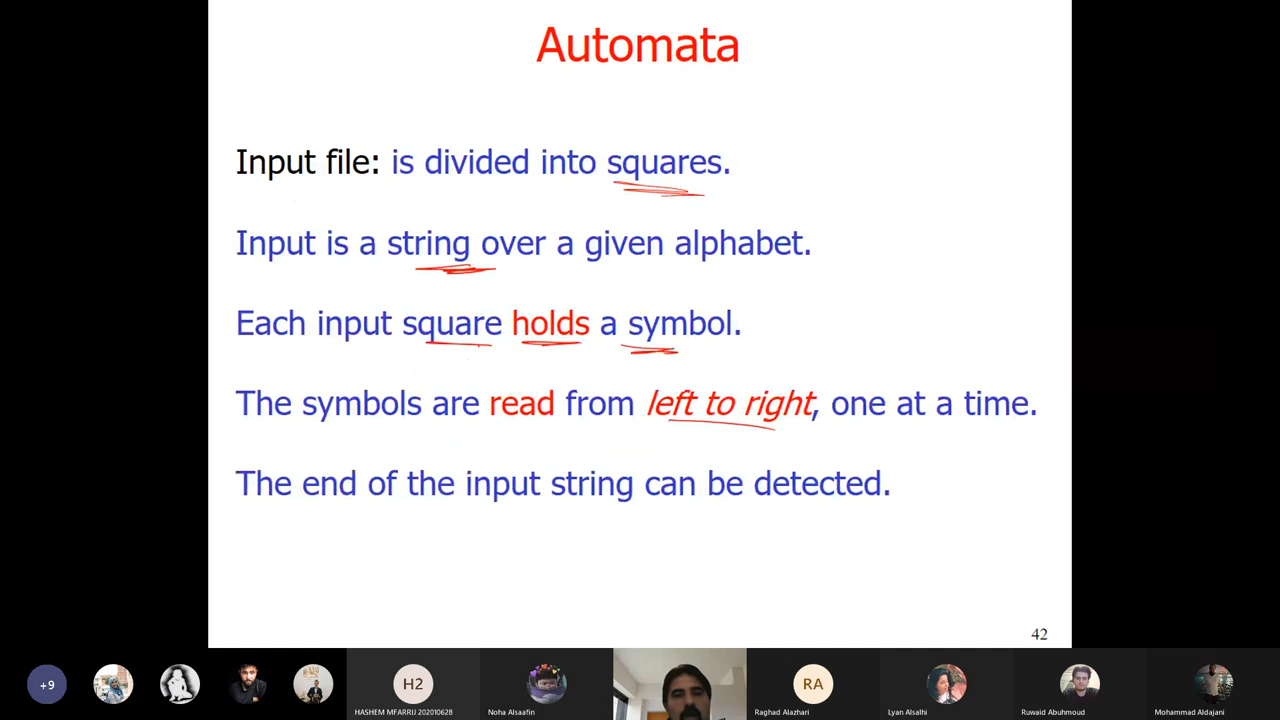 Automata
Input file: is divided into squares.
Input is a string over a given alphabet.
Each input square holds a symbol.
The symbols are read from left to right, one at a time.
The end of the input string can be detected.
42
+9
H2
RA
HASHEM MFARRIJ 202010628
Noha Alsaafin
Raghad Alazhari
Lyan Alsalhi
Ruwaid Abuhmoud
Mohammad Aldajani